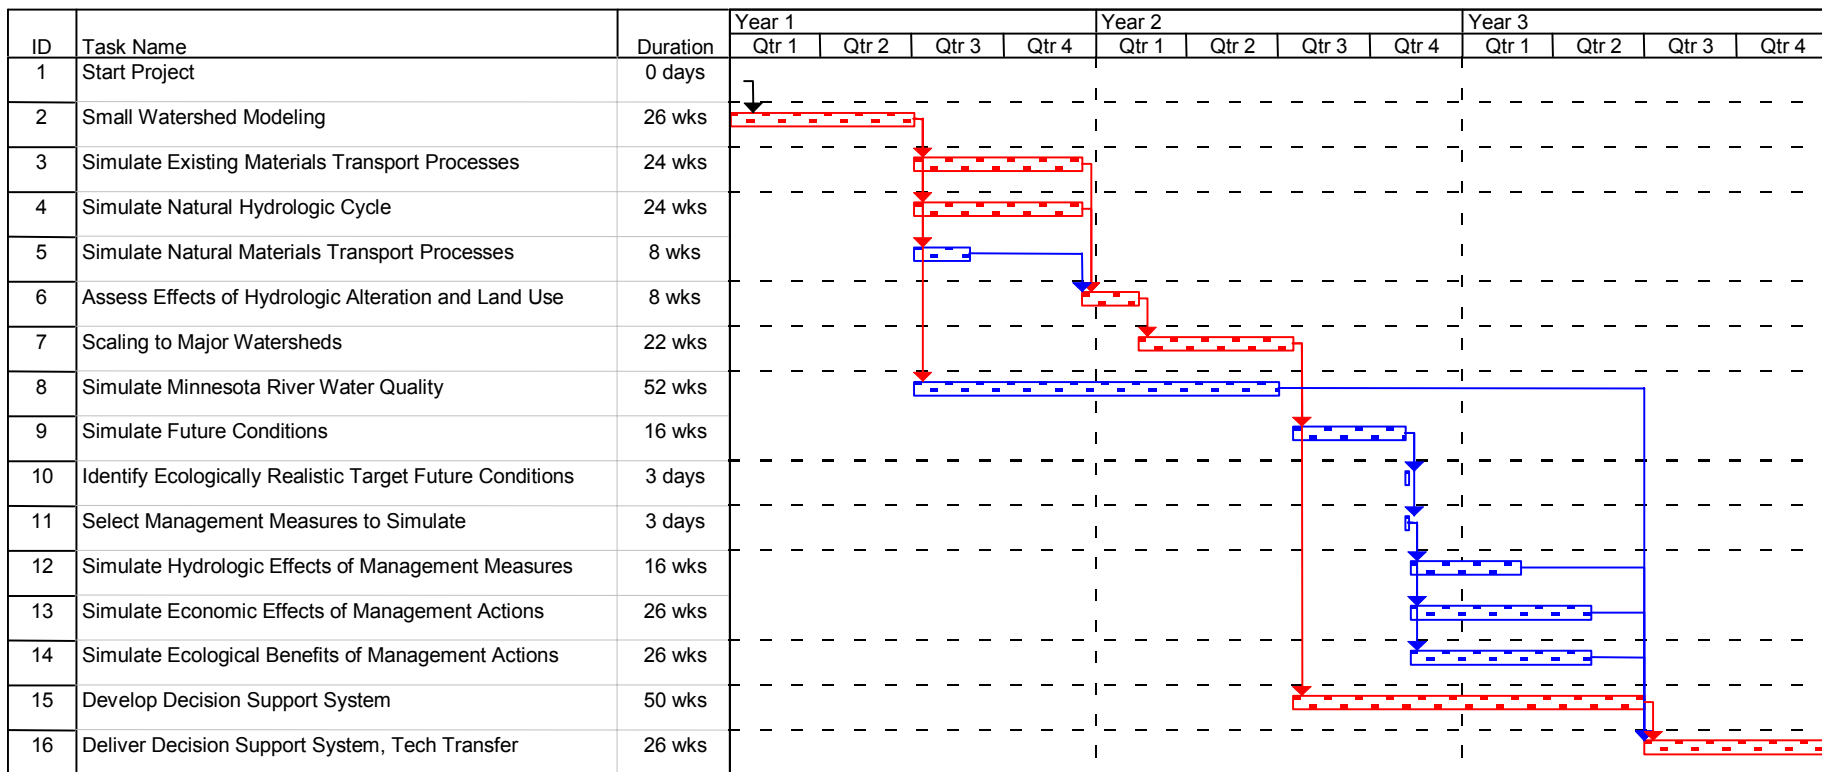 Year 1 Year 2 Year 3
ID Task Name Duration Qtr 1 Qtr 2 Qtr 3 Qtr 4 Qtr 1 Qtr 2 Qtr 3 Qtr 4 Qtr 1 Qtr 2 Qtr 3 Qtr 4
1 Start Project 0 days
2 Small Watershed Modeling 26 wks
3 Simulate Existing Materials Transport Processes 24 wks
4 Simulate Natural Hydrologic Cycle 24 wks
5 Simulate Natural Materials Transport Processes 8 wks
6 Assess Effects of Hydrologic Alteration and Land Use 8 wks
7 Scaling to Major Watersheds 22 wks
8 Simulate Minnesota River Water Quality 52 wks
9 Simulate Future Conditions 16 wks
10 Identify Ecologically Realistic Target Future Conditions 3 days
11 Select Management Measures to Simulate 3 days
12 Simulate Hydrologic Effects of Management Measures 16 wks
13 Simulate Economic Effects of Management Actions 26 wks
14 Simulate Ecological Benefits of Management Actions 26 wks
15 Develop Decision Support System 50 wks
16 Deliver Decision Support System, Tech Transfer 26 wks